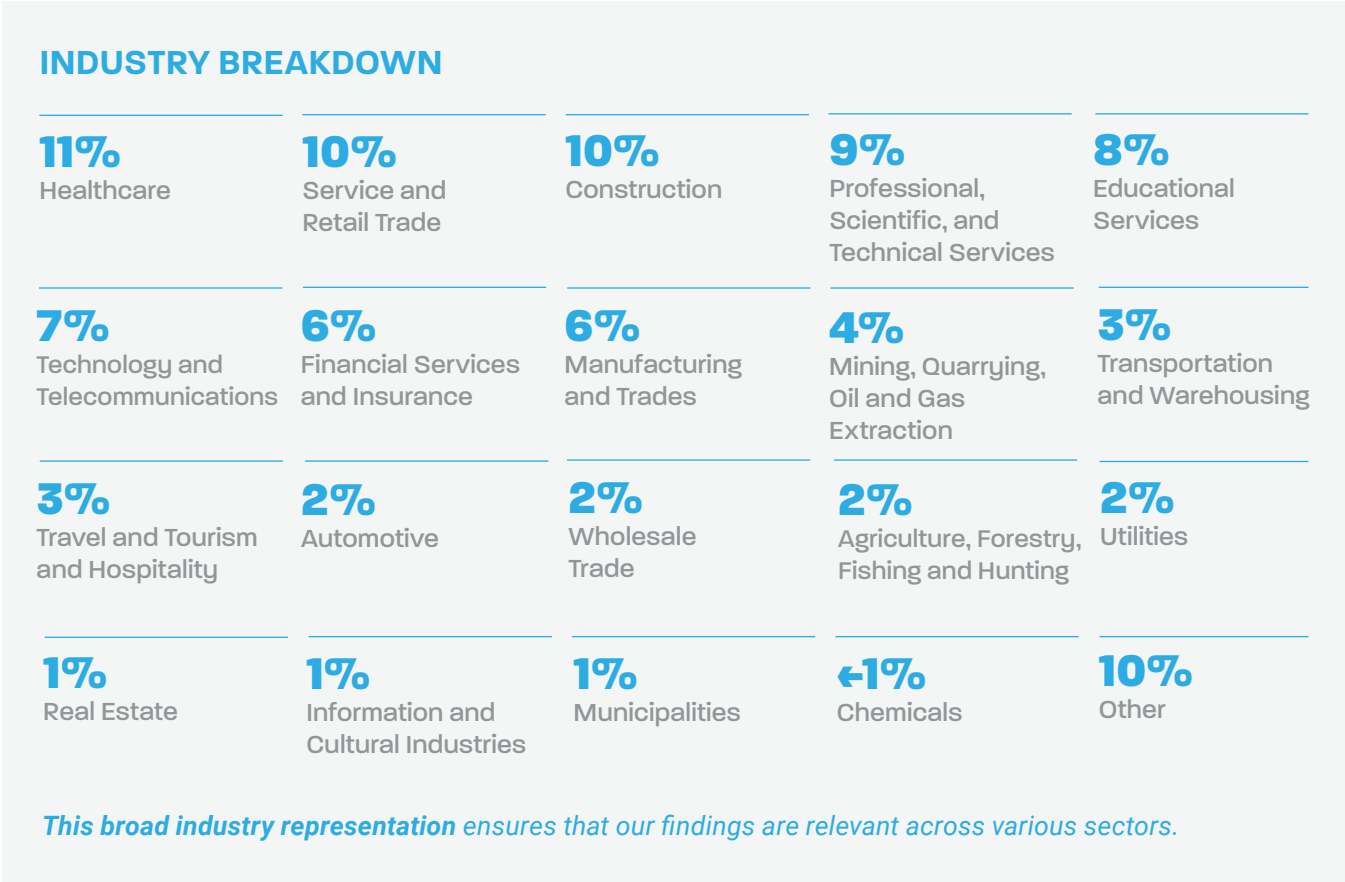 INDUSTRY BREAKDOWN
11%
Healthcare
10%
Service and
Retail Trade
10%
Construction
9%
Professional,
Scientific, and
Technical Services
8%
Educational
Services
7%
Technology and
Telecommunications
6%
Financial Services
and Insurance
6%
Manufacturing
and Trades
4%
Mining, Quarrying,
Oil and Gas
Extraction
3%
Transportation
and Warehousing
3%
Travel and Tourism
and Hospitality
2%
Automotive
2%
Wholesale
Trade
2%
Agriculture, Forestry,
Fishing and Hunting
2%
Utilities
1%
Real Estate
1%
Information and
Cultural Industries
1%
Municipalities
←1%
Chemicals
10%
Other
This broad industry representation ensures that our findings are relevant across various sectors.